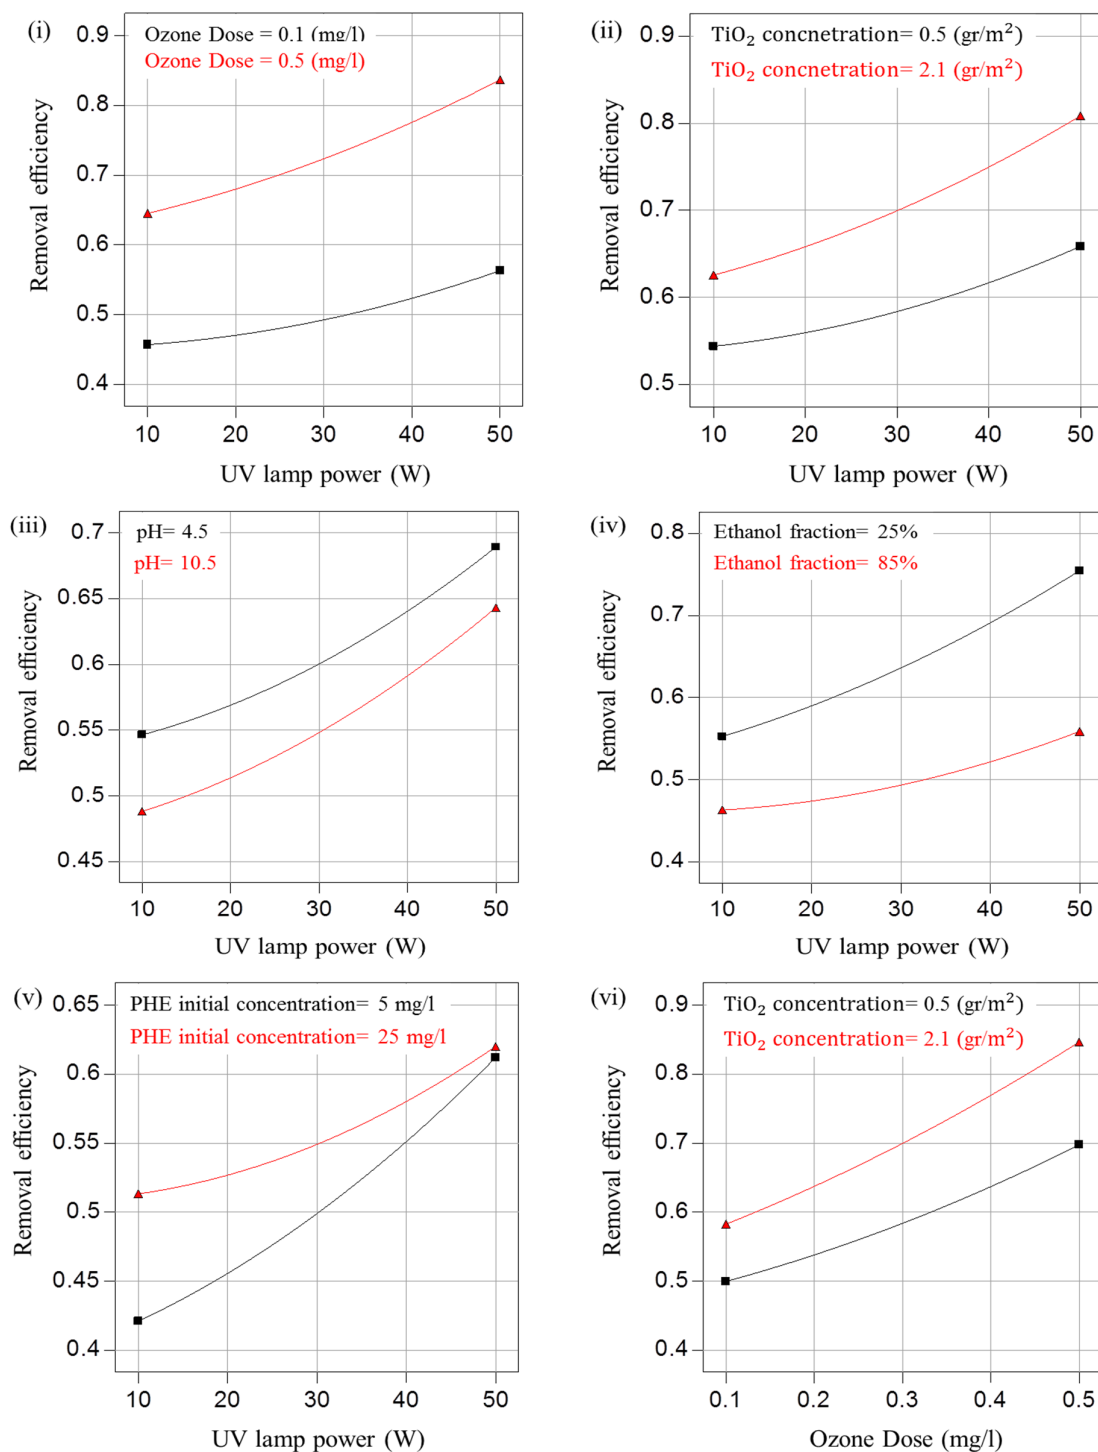 (i)
Ozone Dose = 0.1 (mg/l)
Ozone Dose = 0.5 (mg/l)
Removal efficiency
0.9
0.8
0.7
0.6
0.5
0.4
10 20 30 40 50
UV lamp power (W)
(ii)
TiO₂ concnetration= 0.5 (gr/m²)
TiO₂ concnetration= 2.1 (gr/m²)
Removal efficiency
0.9
0.8
0.7
0.6
0.5
10 20 30 40 50
UV lamp power (W)
(iii)
pH= 4.5
pH= 10.5
Removal efficiency
0.7
0.65
0.6
0.55
0.5
0.45
10 20 30 40 50
UV lamp power (W)
(iv)
Ethanol fraction= 25%
Ethanol fraction= 85%
Removal efficiency
0.8
0.7
0.6
0.5
0.4
10 20 30 40 50
UV lamp power (W)
(v)
PHE initial concentration= 5 mg/l
PHE initial concentration= 25 mg/l
Removal efficiency
0.65
0.6
0.55
0.5
0.45
0.4
10 20 30 40 50
UV lamp power (W)
(vi)
TiO₂ concentration= 0.5 (gr/m²)
TiO₂ concentration= 2.1 (gr/m²)
Removal efficiency
0.9
0.8
0.7
0.6
0.5
0.4
0.1 0.2 0.3 0.4 0.5
Ozone Dose (mg/l)